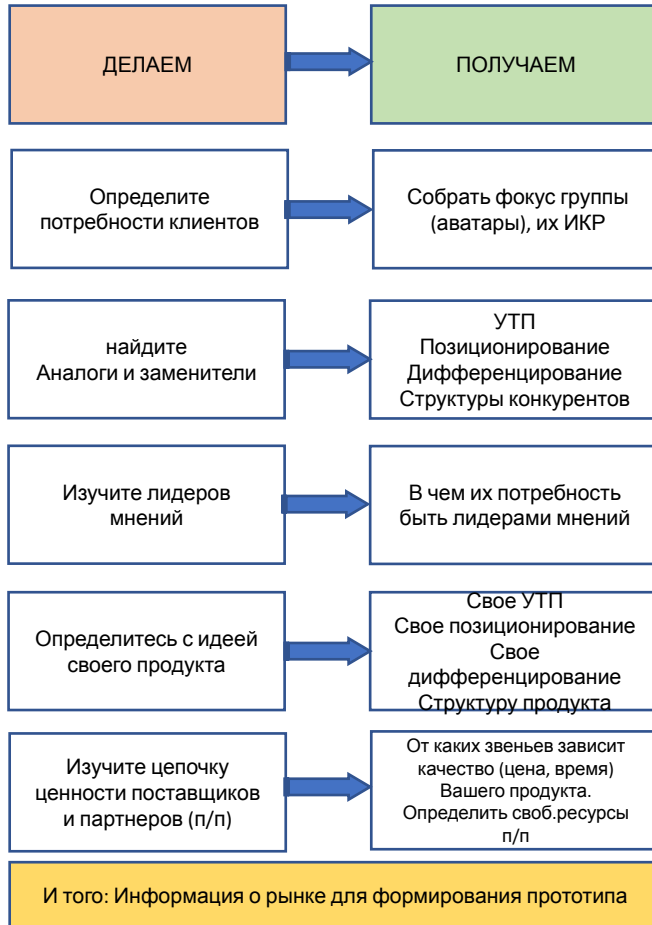 ДЕЛАЕМ
ПОЛУЧАЕМ
Определите
потребности клиентов
Собрать фокус группы
(аватары), их ИКР
найдите
Аналоги и заменители
УТП
Позиционирование
Дифференцирование
Структуры конкурентов
Изучите лидеров
мнений
В чем их потребность
быть лидерами мнений
Определитесь с идеей
своего продукта
Свое УТП
Свое позиционирование
Свое
дифференцирование
Структуру продукта
Изучите цепочку
ценности поставщиков
и партнеров (п/п)
От каких звеньев зависит
качество (цена, время)
Вашего продукта.
Определить своб.ресурсы
п/п
И того: Информация о рынке для формирования прототипа